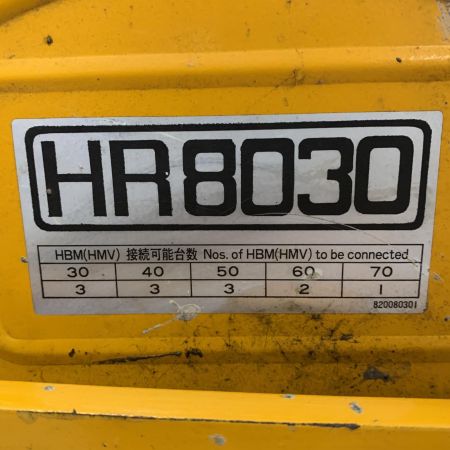 HR8030
HBM(HMV) 接続可能台数 Nos. of HBM(HMV) to be connected
30 40 50 60 70
3 3 3 2 1
820080301